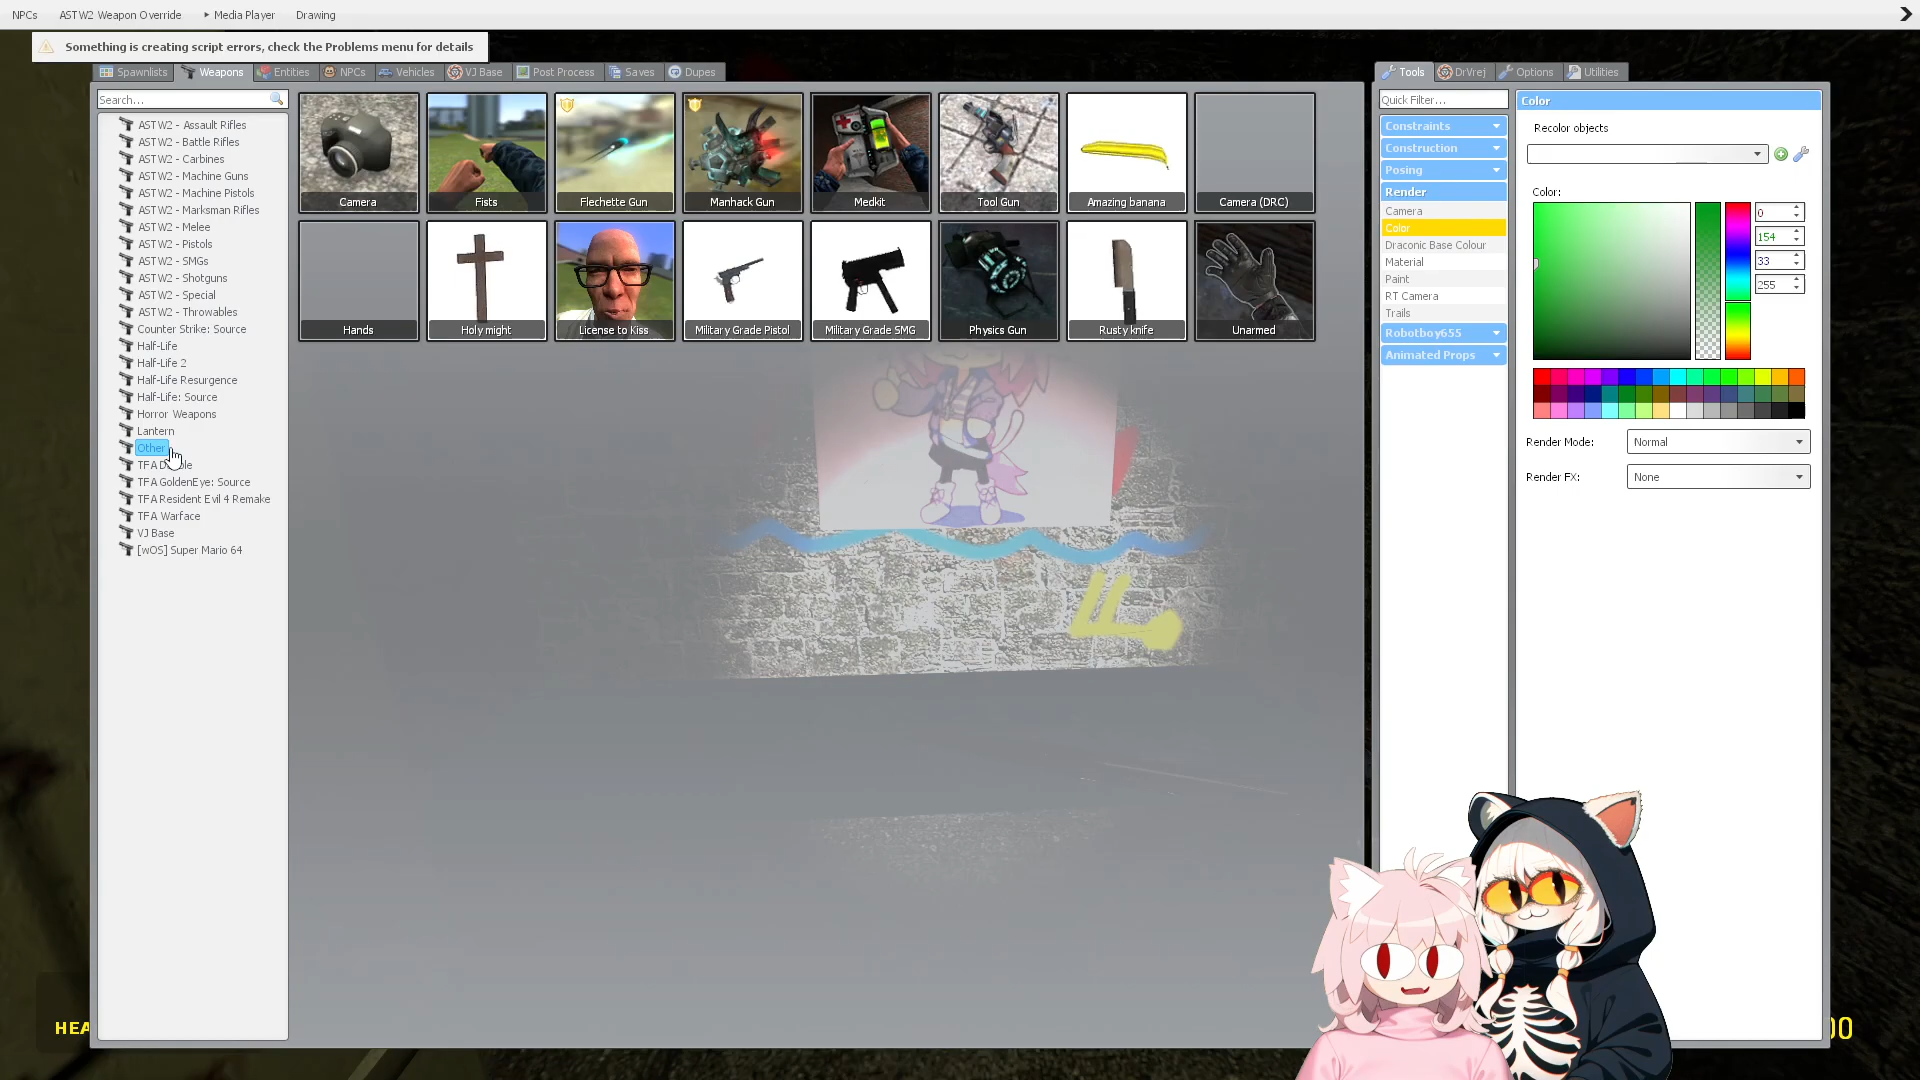 NPCs ASTW2 Weapon Override Media Player Drawing
Something is creating script errors, check the Problems menu for details
Spawnlists Weapons Entities NPCs Vehicles VJ Base Post Process Saves Dupes
Tools DrVrej Options Utilities
Search...
ASTW2 - Assault Rifles
ASTW2 - Battle Rifles
ASTW2 - Carbines
ASTW2 - Machine Guns
ASTW2 - Machine Pistols
ASTW2 - Marksman Rifles
ASTW2 - Melee
ASTW2 - Pistols
ASTW2 - SMGs
ASTW2 - Shotguns
ASTW2 - Special
ASTW2 - Throwables
Counter Strike: Source
Half-Life
Half-Life 2
Half-Life Resurgence
Half-Life: Source
Horror Weapons
Lantern
Other
TFA
TFA GoldenEye: Source
TFA Resident Evil 4 Remake
TFA Warface
VJ Base
[wOS] Super Mario 64
Camera Fists Flechette Gun Manhack Gun Medkit Tool Gun Amazing banana Camera (DRC)
Hands Holy might License to Kiss Military Grade Pistol Military Grade SMG Physics Gun Rusty knife Unarmed
Quick Filter...
Constraints
Construction
Posing
Render
Camera
Color
Draconic Base Colour
Material
Paint
RT Camera
Trails
Robotboy655
Animated Props
Color
Recolor objects
Color:
0
154
33
255
Render Mode: Normal
Render FX: None
HEA
00